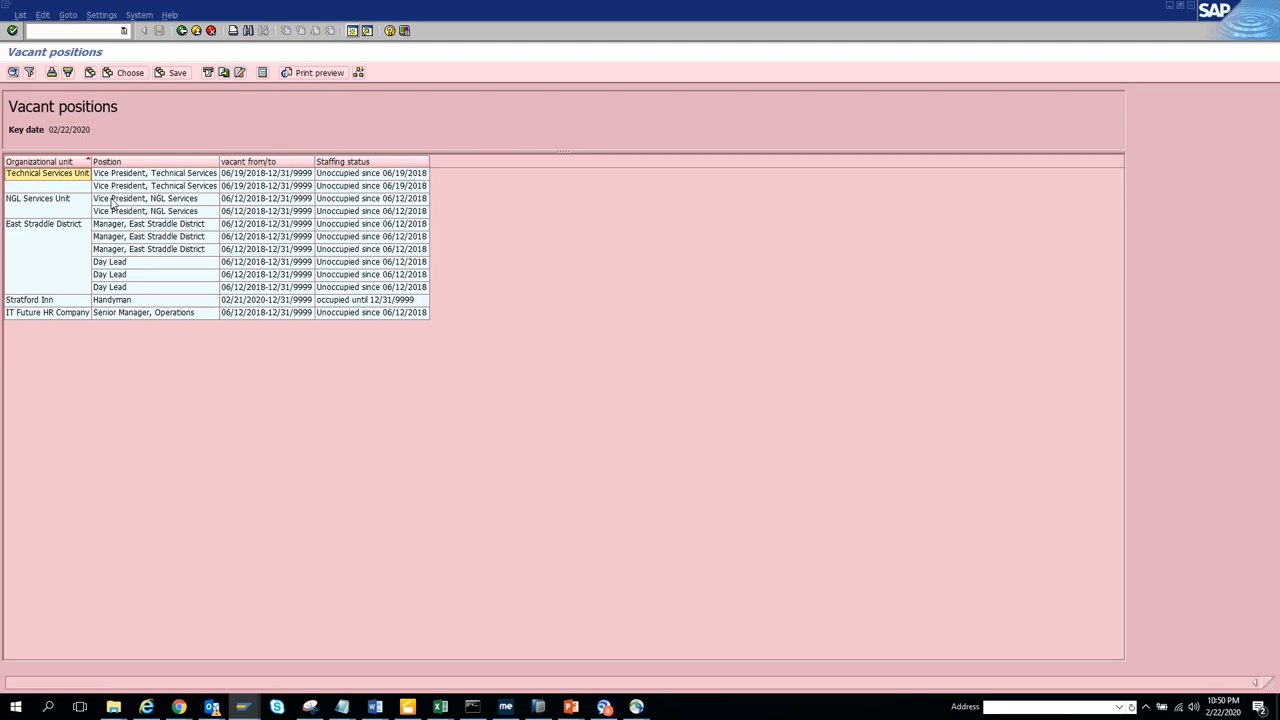 List Edit Goto Settings System Help
SAP
Vacant positions
Choose Save Print preview
Vacant positions
Key date 02/22/2020
Organizational unit Position vacant from/to Staffing status
Technical Services Unit Vice President, Technical Services 06/19/2018-12/31/9999 Unoccupied since 06/19/2018
Vice President, Technical Services 06/12/2018-12/31/9999 Unoccupied since 06/12/2018
NGL Services Unit Vice President, NGL Services 06/12/2018-12/31/9999 Unoccupied since 06/12/2018
Vice President, NGL Services 06/12/2018-12/31/9999 Unoccupied since 06/12/2018
East Straddle District Manager, East Straddle District 06/12/2018-12/31/9999 Unoccupied since 06/12/2018
Manager, East Straddle District 06/12/2018-12/31/9999 Unoccupied since 06/12/2018
Manager, East Straddle District 06/12/2018-12/31/9999 Unoccupied since 06/12/2018
Day Lead 06/12/2018-12/31/9999 Unoccupied since 06/12/2018
Day Lead 06/12/2018-12/31/9999 Unoccupied since 06/12/2018
Day Lead 06/12/2018-12/31/9999 Unoccupied since 06/12/2018
Stratford Inn Handyman 02/21/2020-12/31/9999 occupied until 12/31/9999
IT Future HR Company Senior Manager, Operations 06/12/2018-12/31/9999 Unoccupied since 06/12/2018
Address
10:50 PM
2/22/2020